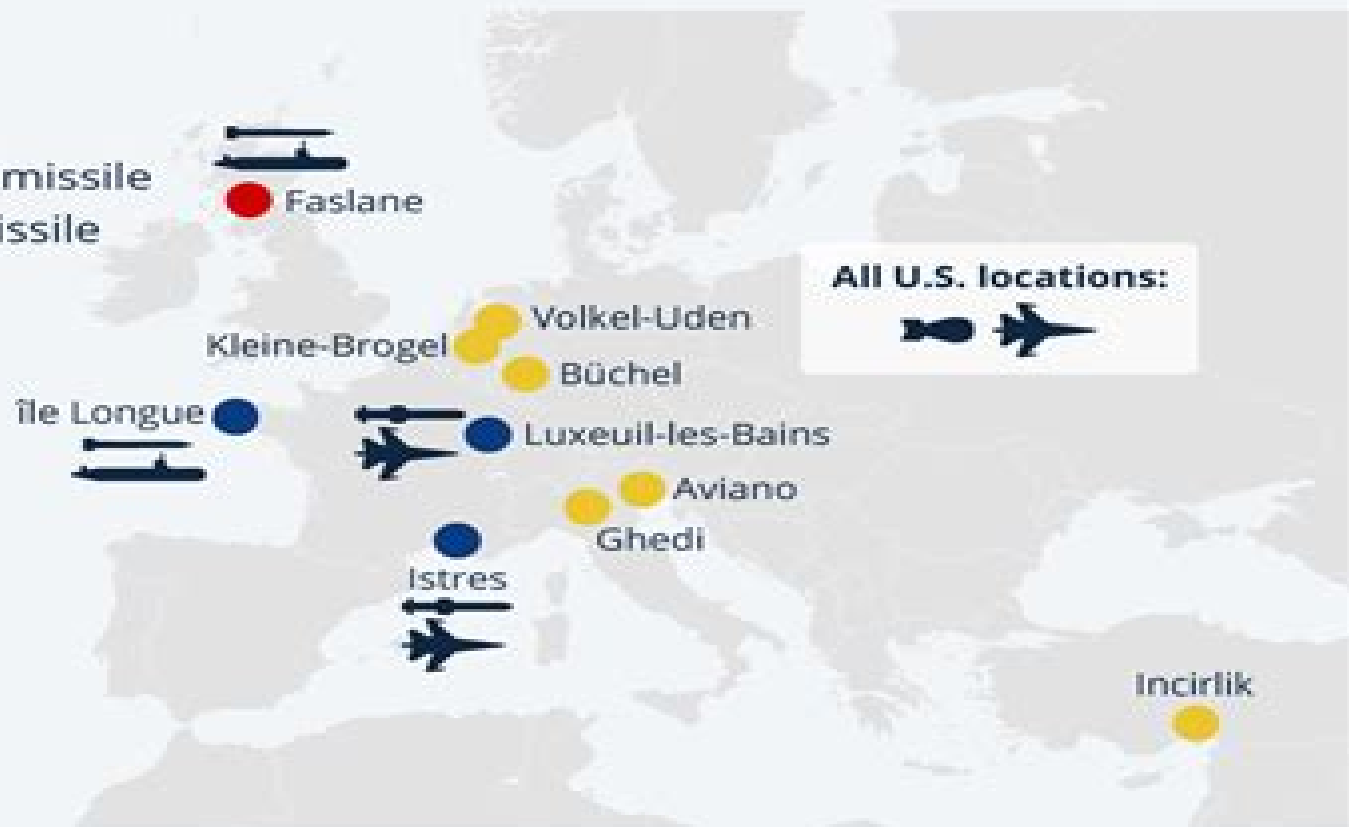 missile
issile
Faslane
All U.S. locations:
Volkel-Uden
Kleine-Brogel
Büchel
île Longue
Luxeuil-les-Bains
Aviano
Ghedi
Istres
Incirlik